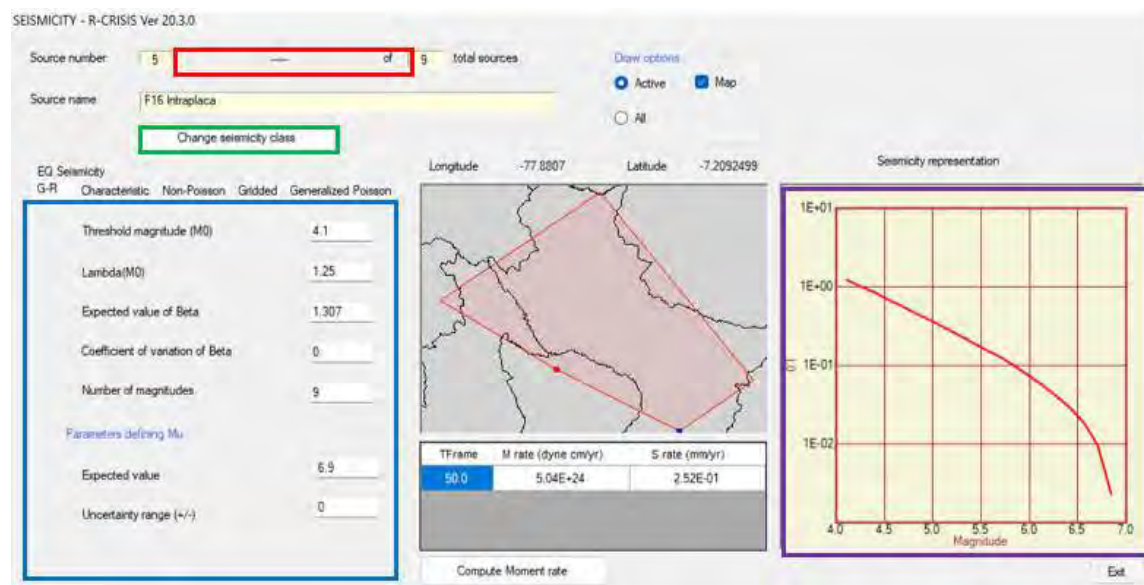 SEISMICITY - R-CRISIS Ver 20.3.0
Source number 5 of 9 total sources
Draw options
Active Map
Source name F16 Intraplaca
All
Change seismicity class
EQ Seismicity
Longitude -77.8807 Latitude -7.2092499
Seismicity representation
G-R Characteristic Non-Poisson Gridded Generalized Poisson
Threshold magnitude (M0) 4.1
Lambda(M0) 1.25
Expected value of Beta 1.307
Coefficient of variation of Beta 0
Number of magnitudes 9
Parameters defining Mu
Expected value 6.9
Uncertainty range (+/-) 0
TFrame M rate (dyne cm/yr) S rate (mm/yr)
50.0 5.04E+24 2.52E-01
Compute Moment rate
1E+01
1E+00
1E-01
1E-02
4.0 4.5 5.0 5.5 6.0 6.5 7.0
Magnitude
Exit